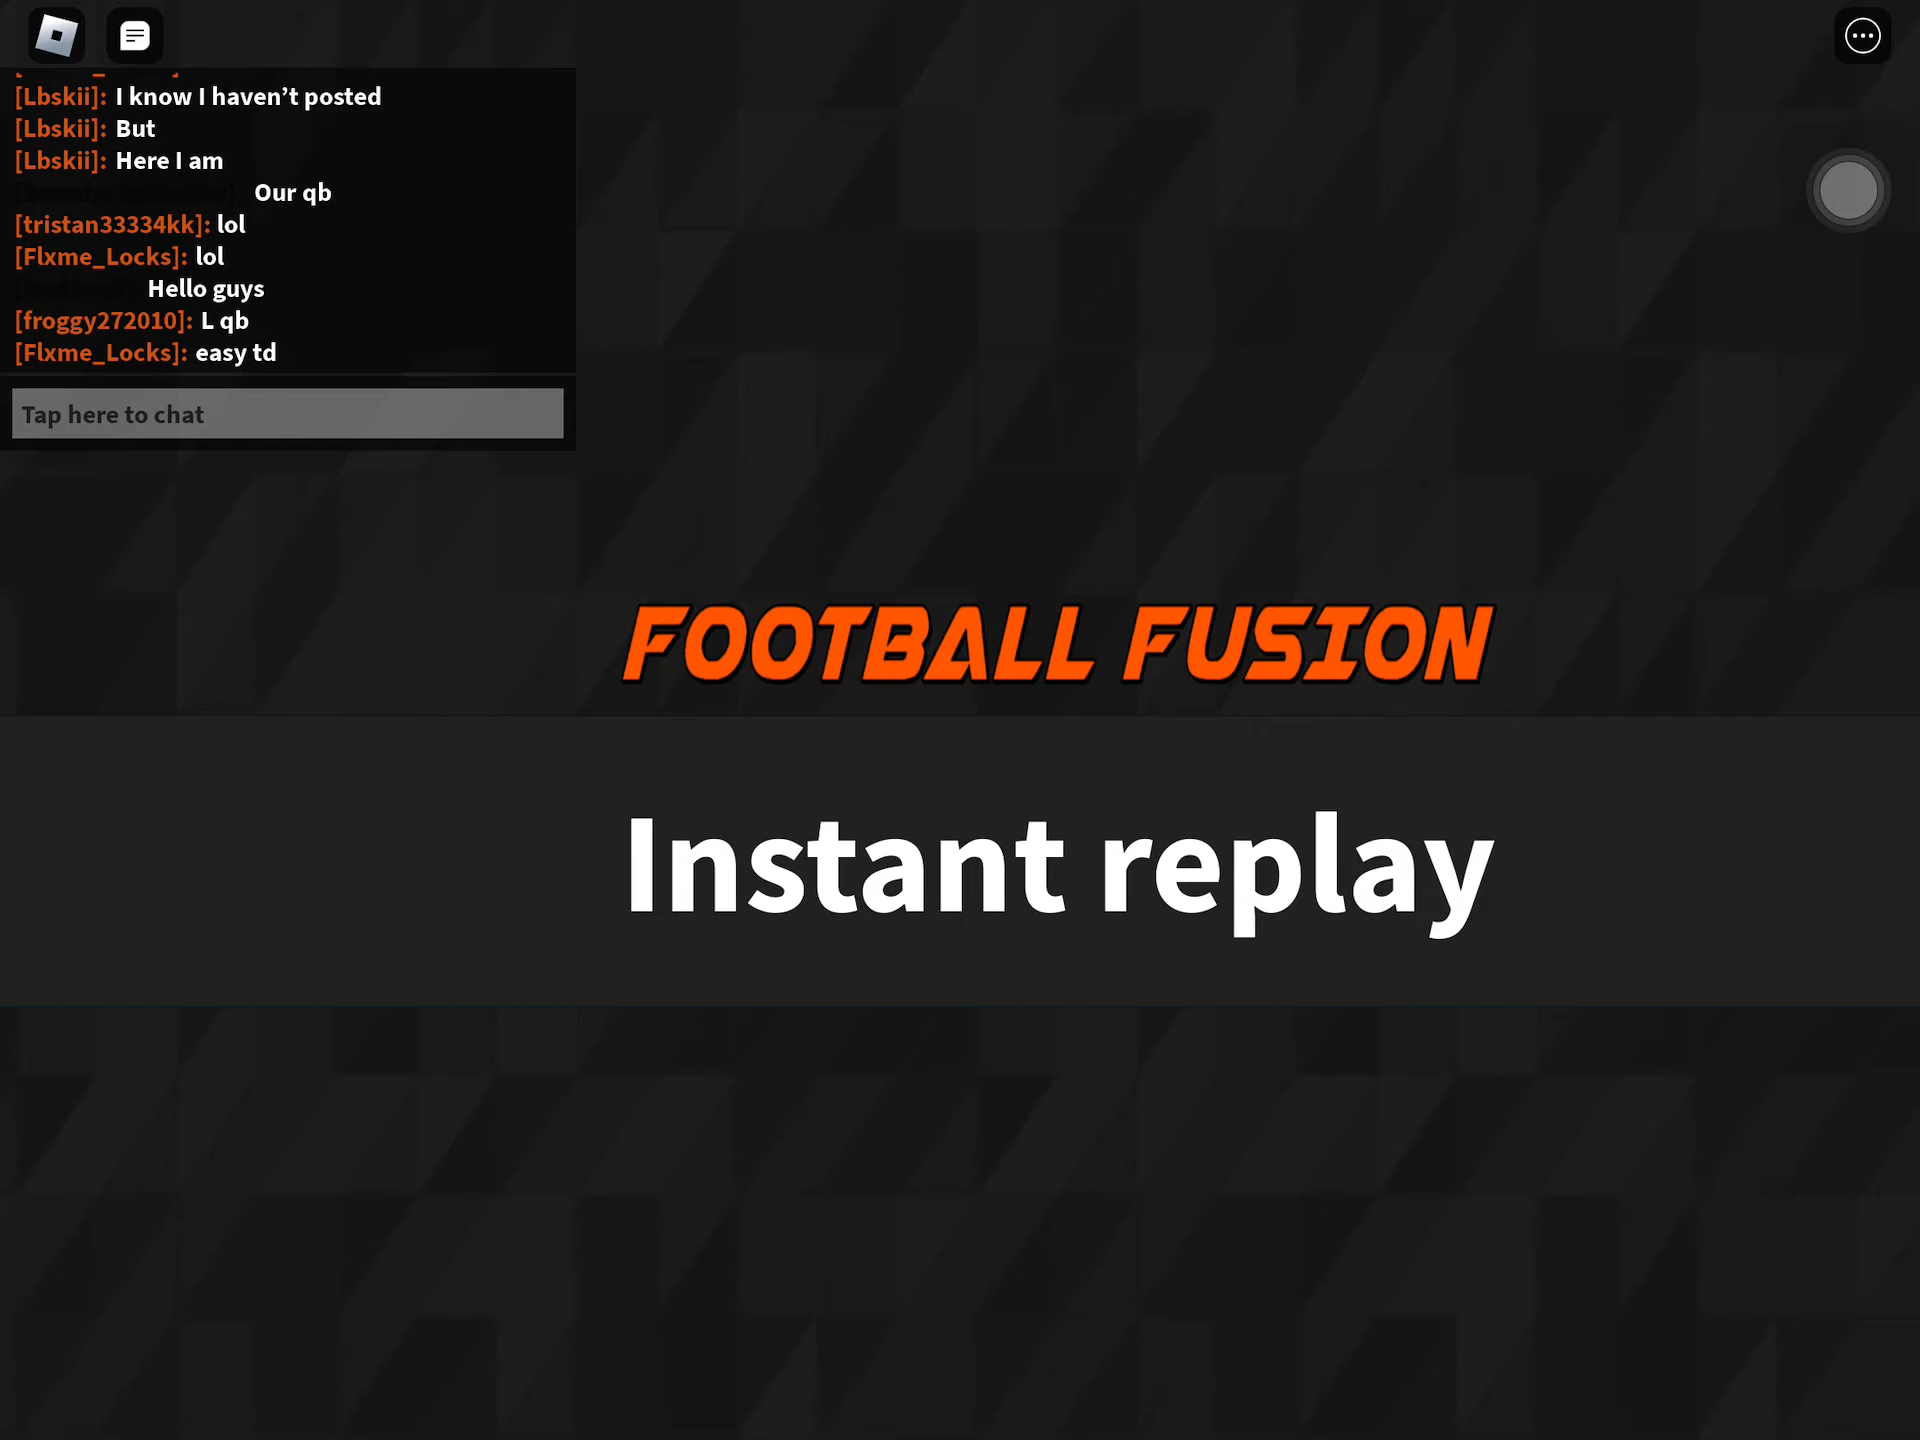 [Lbskii]: I know I haven’t posted
[Lbskii]: But
[Lbskii]: Here I am
Our qb
[tristan33334kk]: lol
[Flxme_Locks]: lol
Hello guys
[froggy272010]: L qb
[Flxme_Locks]: easy td
Tap here to chat
FOOTBALL FUSION
Instant replay